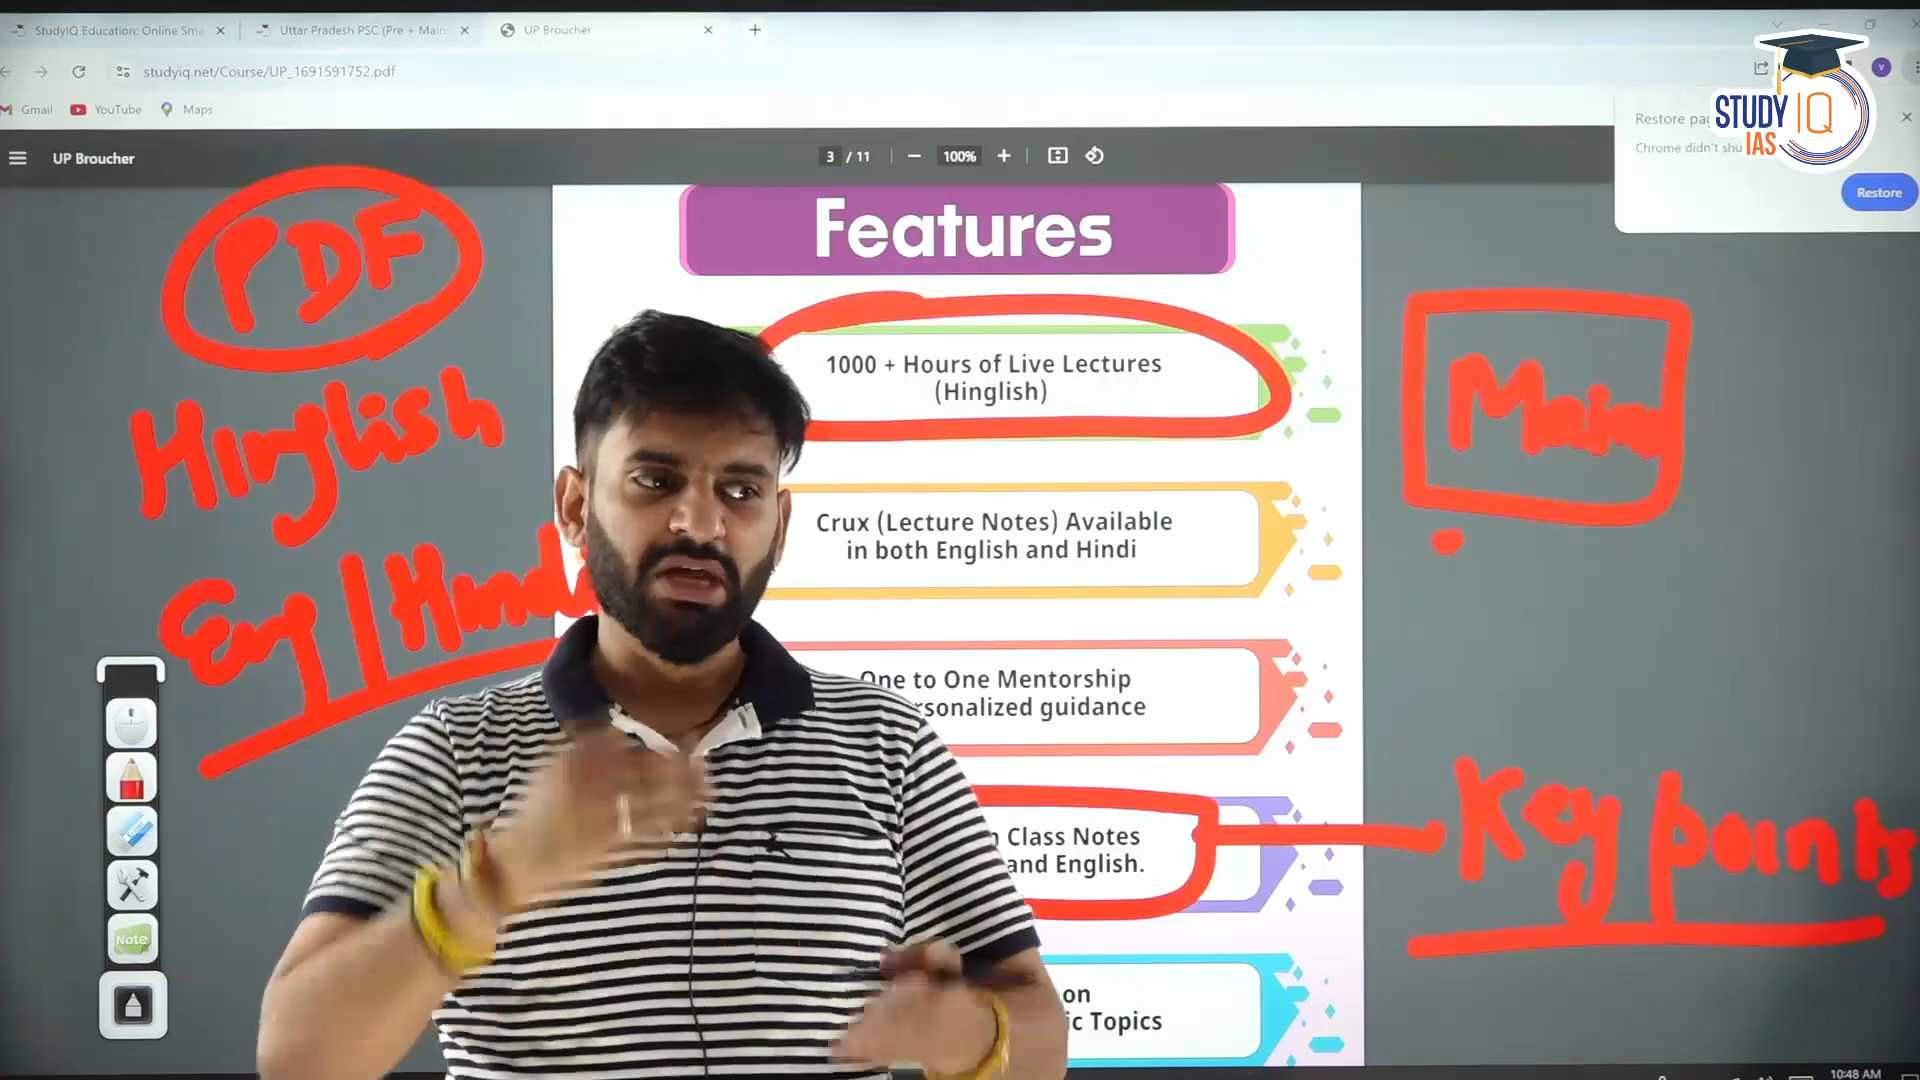 StudyIQ Education: Online Sma
Uttar Pradesh PSC (Pre + Main
UP Broucher
studyiq.net/Course/UP_1691591752.pdf
Gmail
YouTube
Maps
STUDY IQ
IAS
V
Restore pa
Chrome didn't shu
Restore
UP Broucher
3 / 11
100%
Features
PDF
Hinglish
Eng/Hindi
1000 + Hours of Live Lectures
(Hinglish)
Crux (Lecture Notes) Available
in both English and Hindi
One to One Mentorship
rsonalized guidance
Class Notes
and English.
on
ic Topics
Main
Key points
Note
10:48 AM